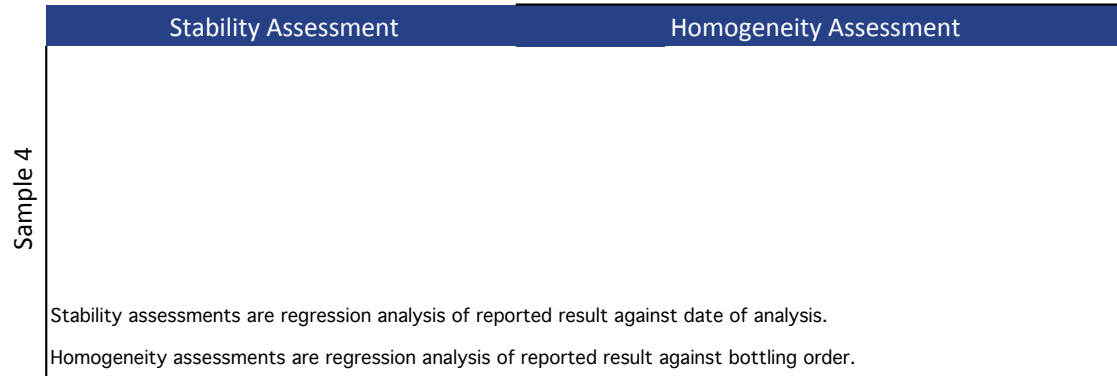 Stability Assessment
Homogeneity Assessment
Sample 4
Stability assessments are regression analysis of reported result against date of analysis.
Homogeneity assessments are regression analysis of reported result against bottling order.